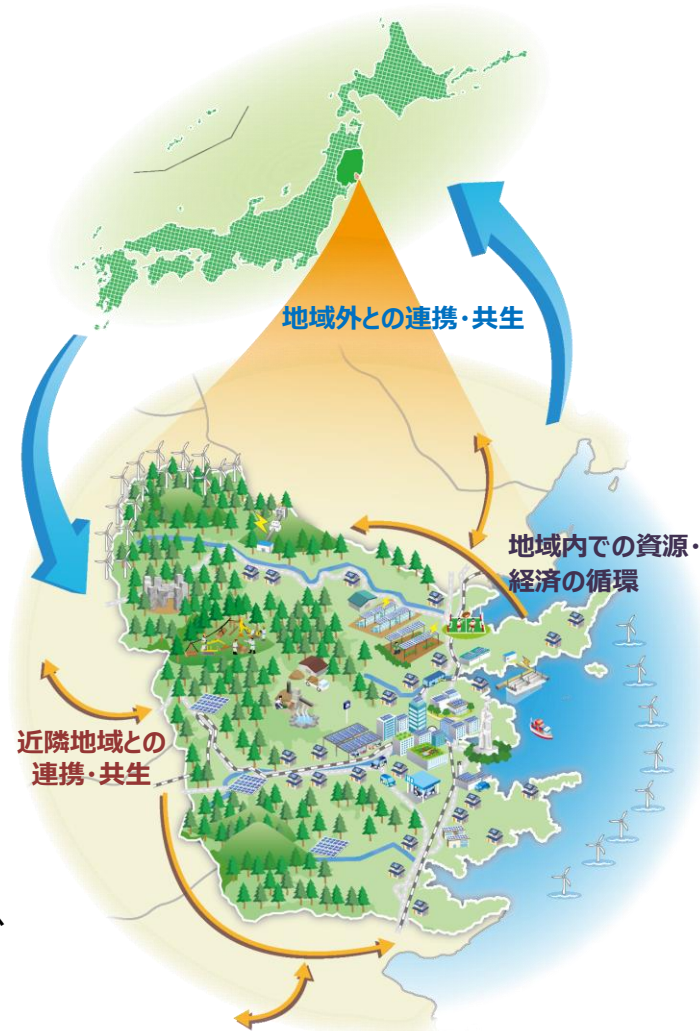 地域外との連携・共生
地域内での資源・
経済の循環
近隣地域との
連携・共生
、